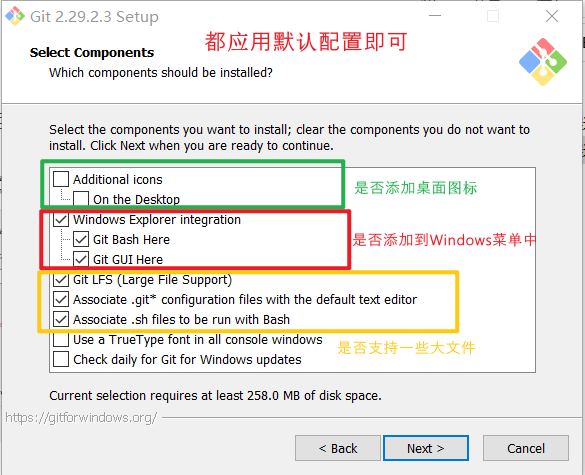 Git 2.29.2.3 Setup
都应用默认配置即可
Select Components
Which components should be installed?
Select the components you want to install; clear the components you do not want to
install. Click Next when you are ready to continue.
Additional icons
On the Desktop
是否添加桌面图标
Windows Explorer integration
Git Bash Here
Git GUI Here
是否添加到Windows菜单中
Git LFS (Large File Support)
Associate .git* configuration files with the default text editor
Associate .sh files to be run with Bash
Use a TrueType font in all console windows
是否支持一些大文件
Check daily for Git for Windows updates
Current selection requires at least 258.0 MB of disk space.
https://gitforwindows.org/
< Back
Next >
Cancel